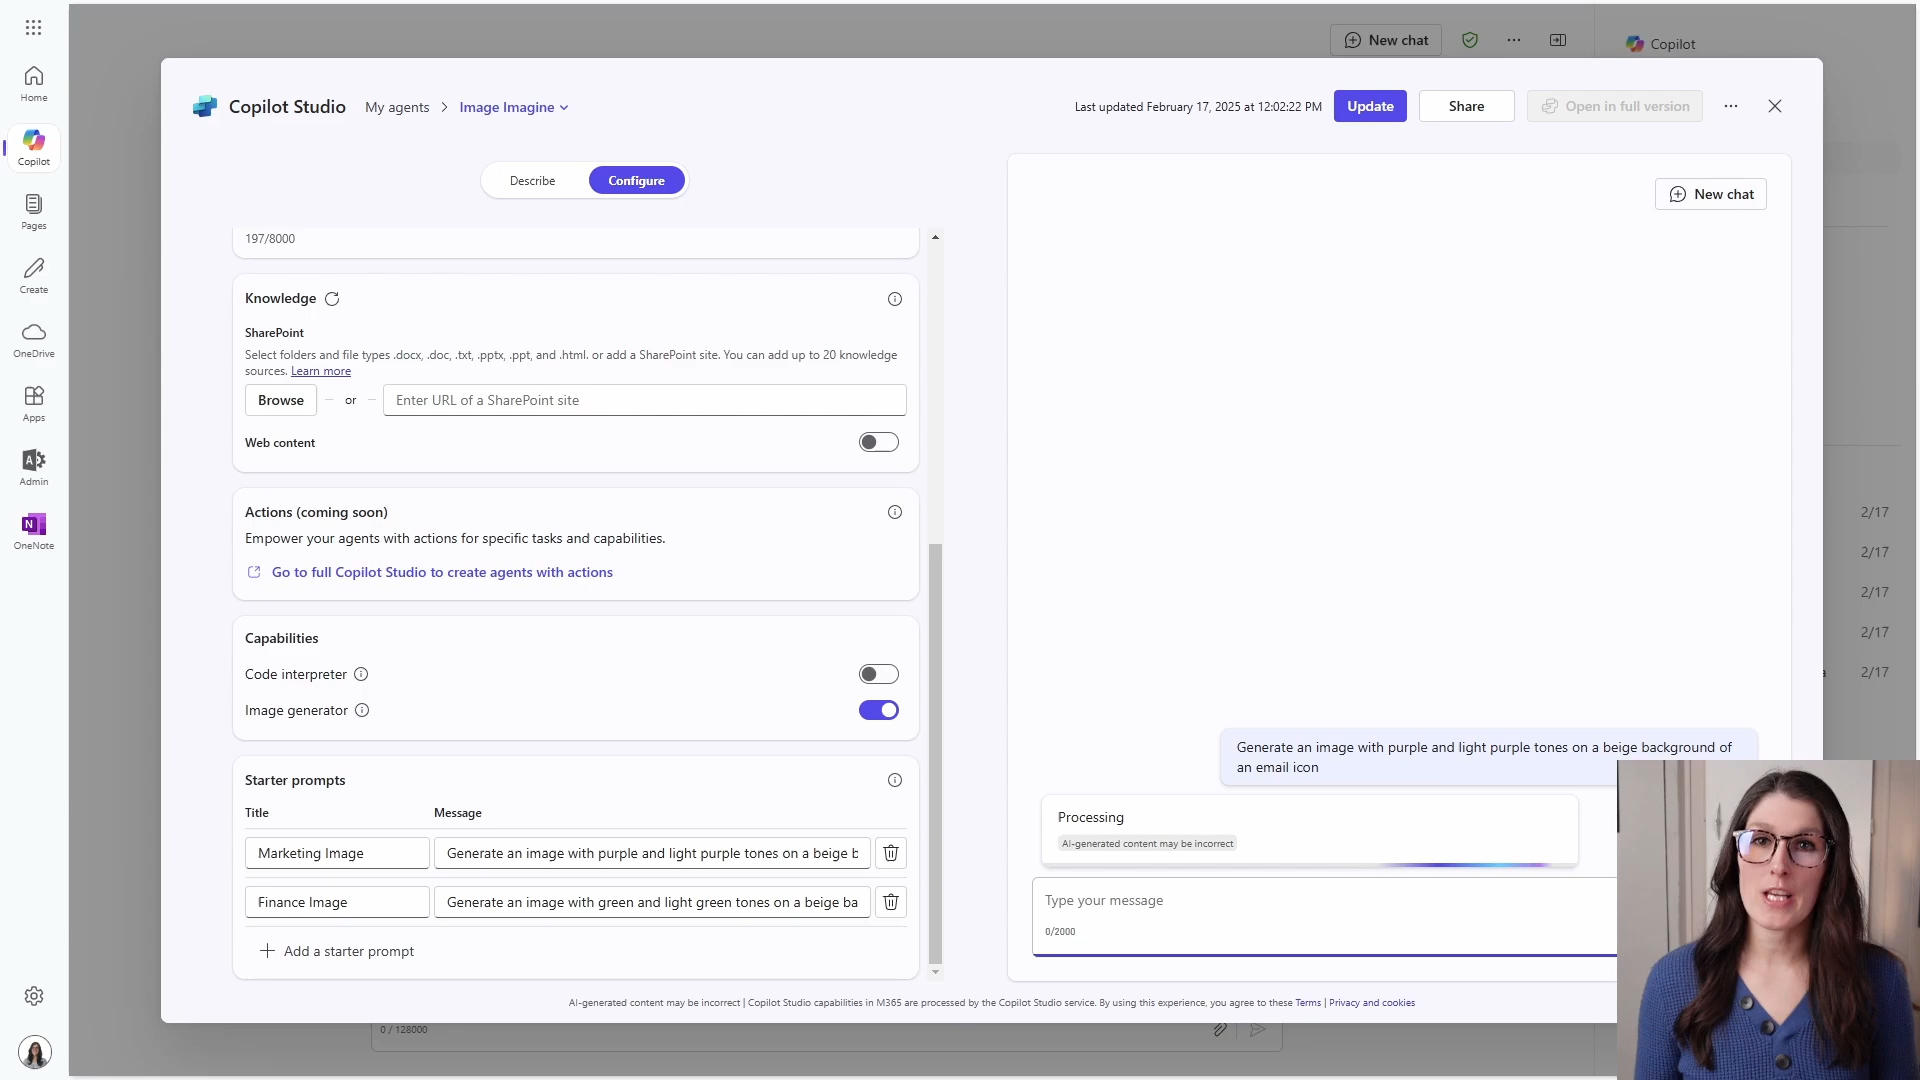 New chat
Copilot
Home
Copilot
Pages
Create
OneDrive
Apps
Admin
OneNote
Copilot Studio
My agents
Image Imagine
Last updated February 17, 2025 at 12:02:22 PM
Update
Share
Open in full version
Describe
Configure
197/8000
Knowledge
SharePoint
Select folders and file types .docx, .doc, .txt, .pptx, .ppt, and .html. or add a SharePoint site. You can add up to 20 knowledge
sources. Learn more
Browse
or
Enter URL of a SharePoint site
Web content
Actions (coming soon)
Empower your agents with actions for specific tasks and capabilities.
Go to full Copilot Studio to create agents with actions
Capabilities
Code interpreter
Image generator
Starter prompts
Title Message
Marketing Image Generate an image with purple and light purple tones on a beige b
Finance Image Generate an image with green and light green tones on a beige ba
Add a starter prompt
New chat
Generate an image with purple and light purple tones on a beige background of
an email icon
Processing
AI-generated content may be incorrect
Type your message
0/2000
2/17
2/17
2/17
2/17
a 2/17
AI-generated content may be incorrect | Copilot Studio capabilities in M365 are processed by the Copilot Studio service. By using this experience, you agree to these Terms | Privacy and cookies
0 / 128000